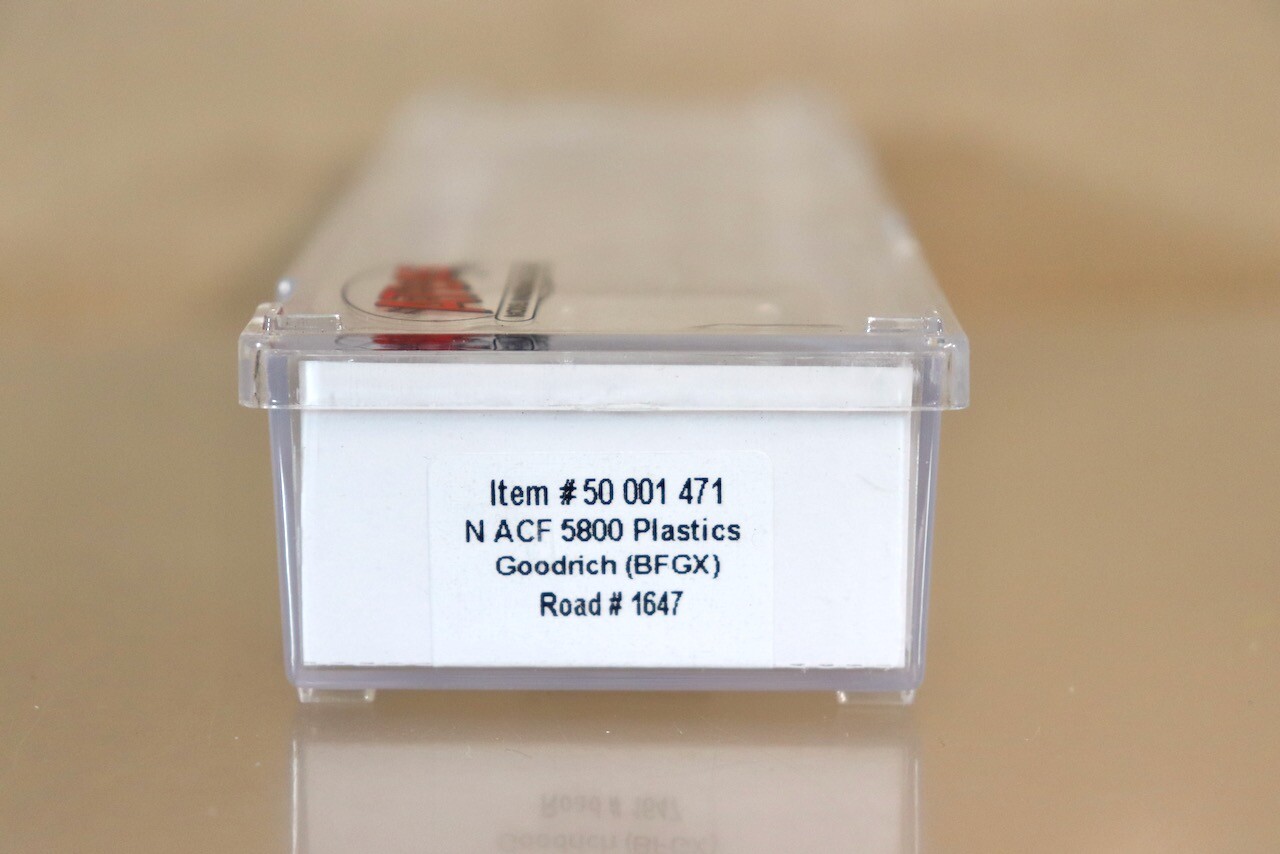 Item # 50 001 471
N ACF 5800 Plastics
Goodrich (BFGX)
Road # 1647